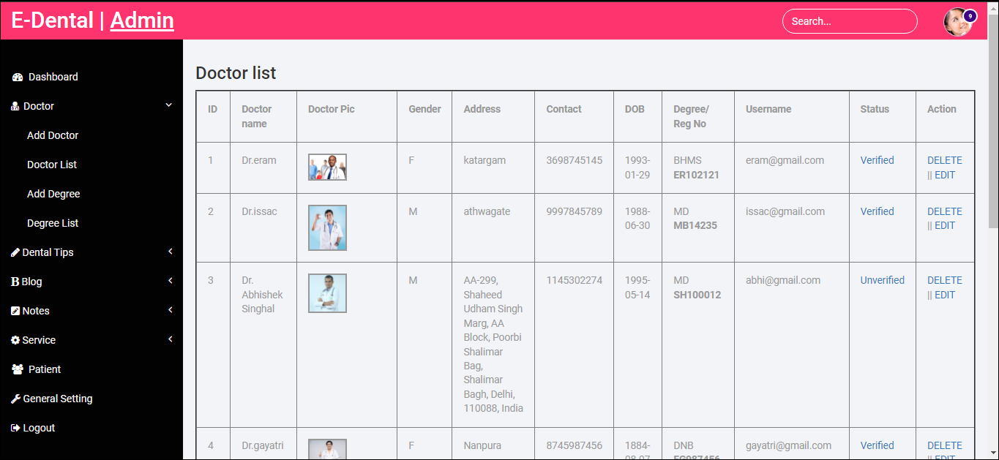 E-Dental | Admin
Search...
9
Dashboard
Doctor
Add Doctor
Doctor List
Add Degree
Degree List
Dental Tips
B Blog
Notes
Service
Patient
General Setting
Logout
Doctor list
ID Doctor name Doctor Pic Gender Address Contact DOB Degree/ Reg No Username Status Action
1 Dr.eram F katargam 3698745145 1993-01-29 BHMS ER102121 eram@gmail.com Verified DELETE || EDIT
2 Dr.issac M athwagate 9997845789 1988-06-30 MD MB14235 issac@gmail.com Verified DELETE || EDIT
3 Dr. Abhishek Singhal M AA-299, Shaheed Udham Singh Marg, AA Block, Poorbi Shalimar Bag, Shalimar Bagh, Delhi, 110088, India 1145302274 1995-05-14 MD SH100012 abhi@gmail.com Unverified DELETE || EDIT
4 Dr.gayatri F Nanpura 8745987456 1884-08-07 DNB EG987456 gayatri@gmail.com Verified DELETE || EDIT